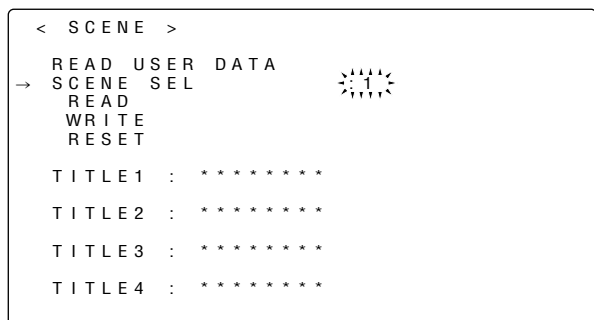 < SCENE >
READ USER DATA
→ SCENE SEL :1
READ
WRITE
RESET
TITLE1 : ********
TITLE2 : ********
TITLE3 : ********
TITLE4 : ********